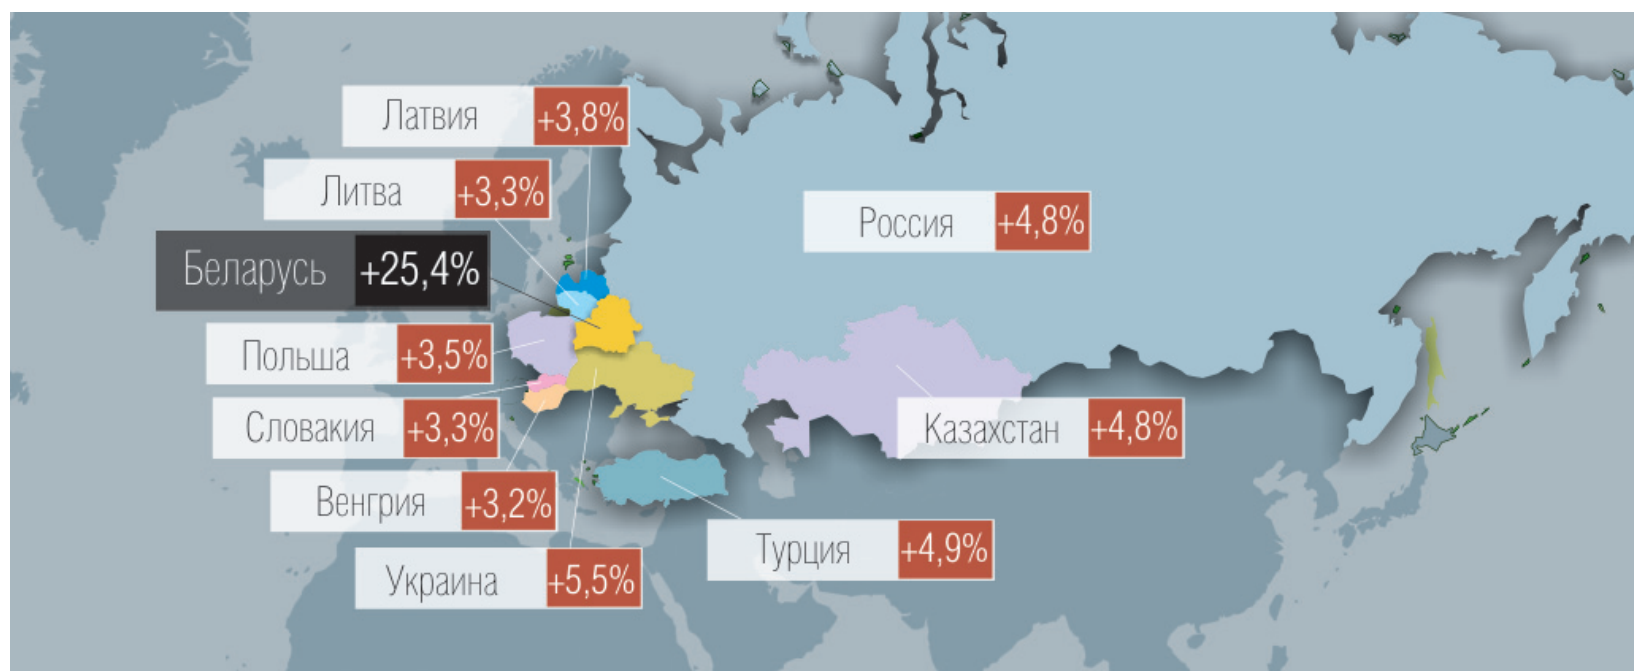 Латвия +3,8%
Литва +3,3%
Россия +4,8%
Беларусь +25,4%
Польша +3,5%
Словакия +3,3%
Казахстан +4,8%
Венгрия +3,2%
Турция +4,9%
Украина +5,5%